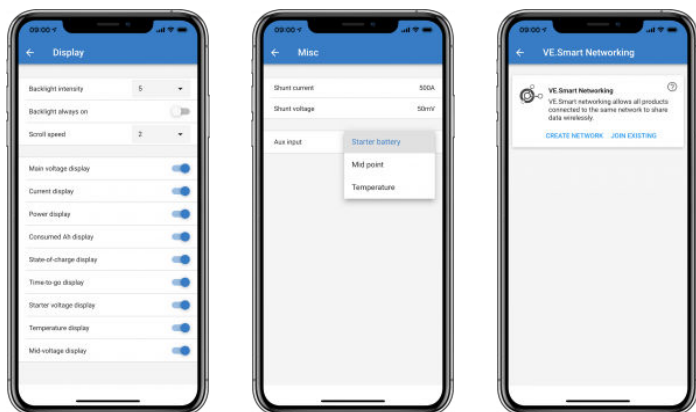 09:00
Display
Backlight intensity 5
Backlight always on
Scroll speed 2
Main voltage display
Current display
Power display
Consumed Ah display
State-of-charge display
Time-to-go display
Starter voltage display
Temperature display
Mid-voltage display
09:00
Misc
Shunt current 500A
Shunt voltage 50mV
Aux input Starter battery
Mid point
Temperature
09:00
VE.Smart Networking
VE.Smart Networking ?
VE.Smart networking allows all products
connected to the same network to share
data wirelessly.
CREATE NETWORK JOIN EXISTING